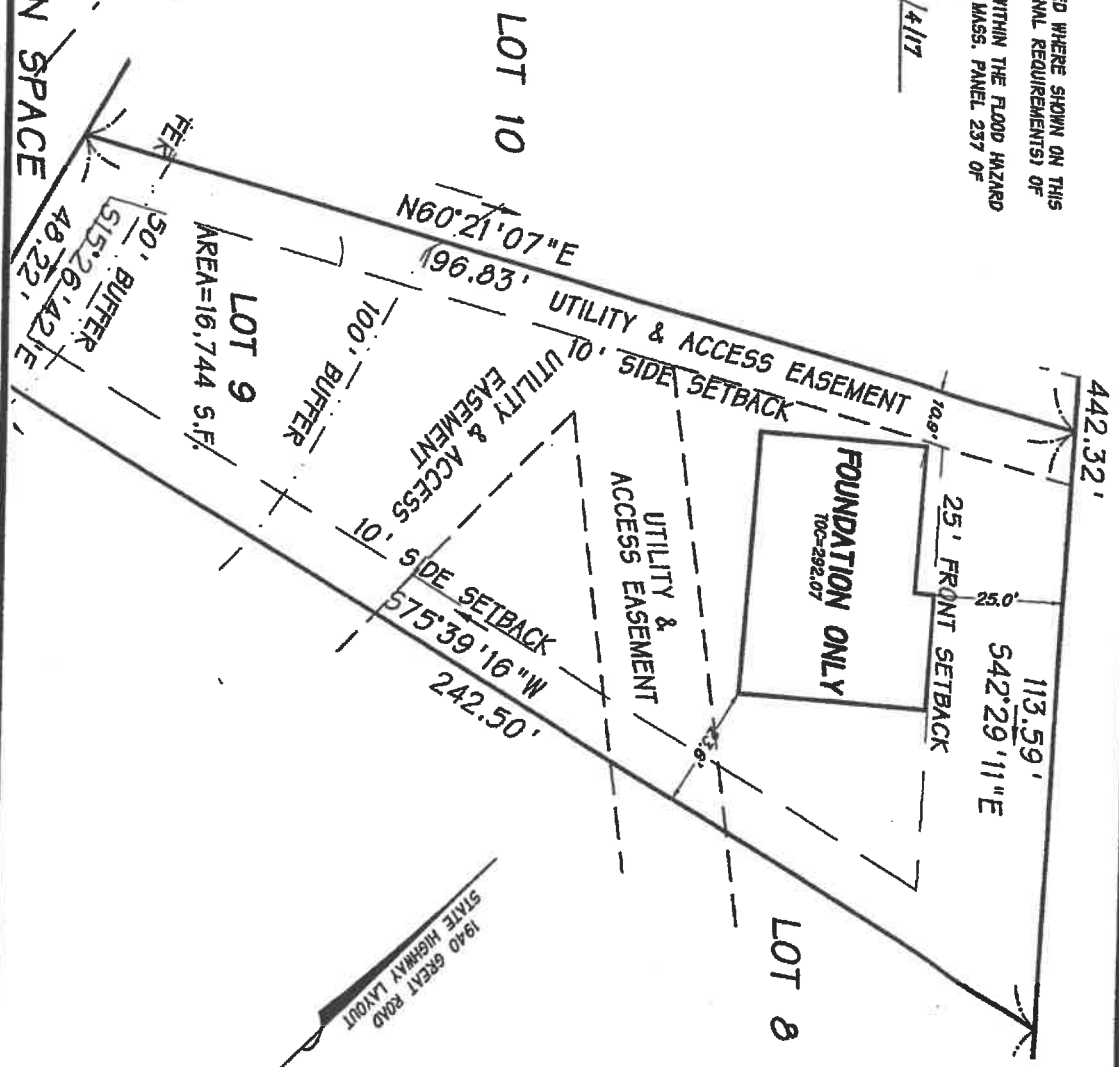 D WHERE SHOWN ON THIS
NAL REQUIREMENTS) OF
WITHIN THE FLOOD HAZARD
MASS. PANEL 237 OF
/4/17
442.32'
113.59'
S42°29'11"E
25.0'
25' FRONT SETBACK
10.9'
FOUNDATION ONLY
TOC=292.07
23.6'
LOT 10
N60°21'07"E
196.83'
UTILITY & ACCESS EASEMENT
10' SIDE SETBACK
UTILITY &
ACCESS EASEMENT
UTILITY & ACCESS
EASEMENT
100' BUFFER
LOT 9
AREA=16,744 S.F.
50' BUFFER
S15°26'42"E
48.22'
N SPACE
10' SIDE SETBACK
S75°39'16"W
242.50'
LOT 8
1940 GREAT ROAD
STATE HIGHWAY LAYOUT